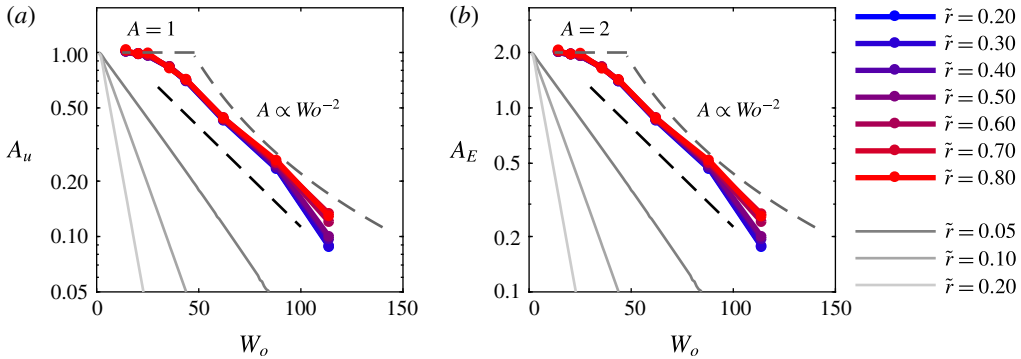 (a)
A = 1
1.00
0.50
A_u
0.20
0.10
0.05
A ∝ Wo⁻²
0
50
100
150
W_o
(b)
A = 2
2.0
1.0
A_E
0.5
0.2
0.1
A ∝ Wo⁻²
0
50
100
150
W_o
r̃ = 0.20
r̃ = 0.30
r̃ = 0.40
r̃ = 0.50
r̃ = 0.60
r̃ = 0.70
r̃ = 0.80
r̃ = 0.05
r̃ = 0.10
r̃ = 0.20